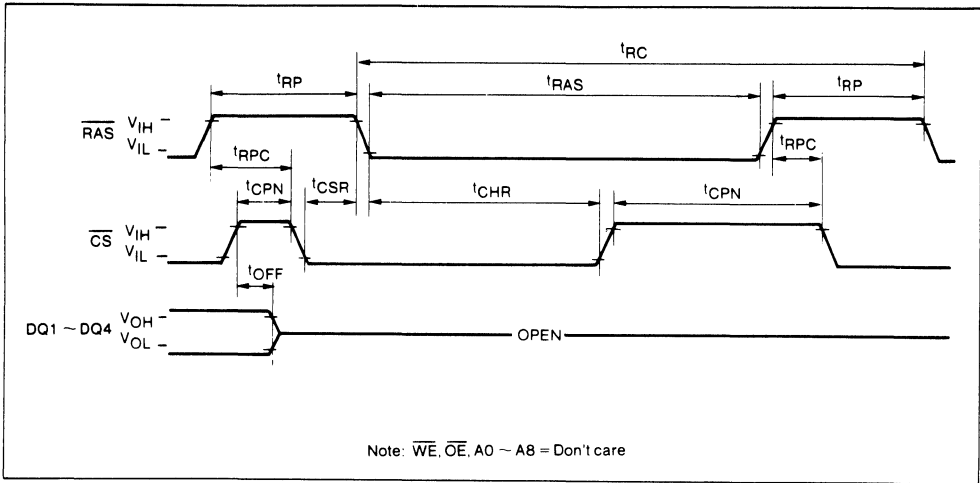 tRC
tRP tRAS tRP
RAS VIH
VIL
tRPC tRPC
tCPN tCSR tCHR tCPN
CS VIH
VIL
tOFF
DQ1 ~ DQ4 VOH
VOL
OPEN
Note: WE, OE, A0 ~ A8 = Don't care